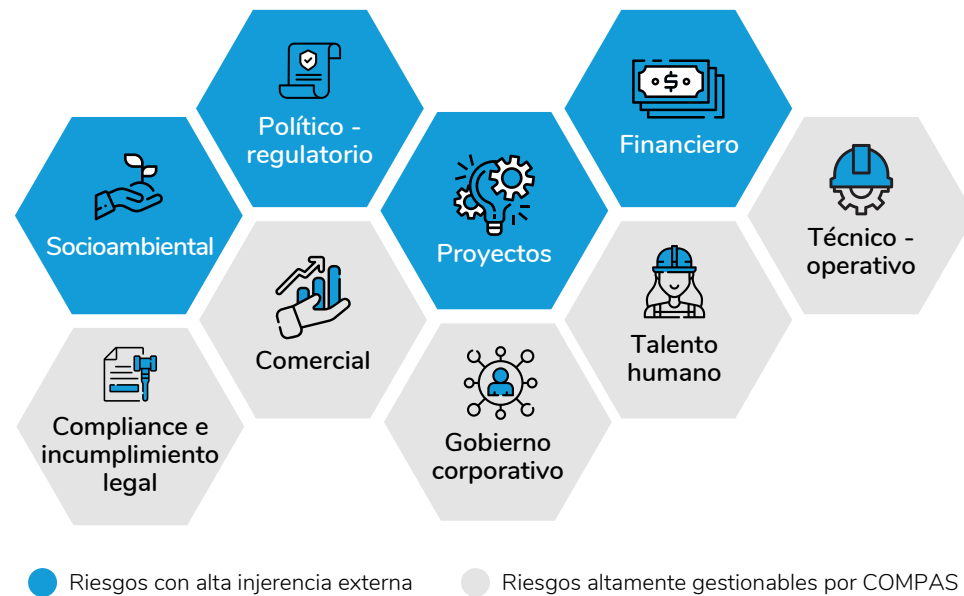 Político -
regulatorio
Financiero
Socioambiental
Proyectos
Técnico -
operativo
Comercial
Talento
humano
Compliance e
incumplimiento
legal
Gobierno
corporativo
Riesgos con alta injerencia externa
Riesgos altamente gestionables por COMPAS